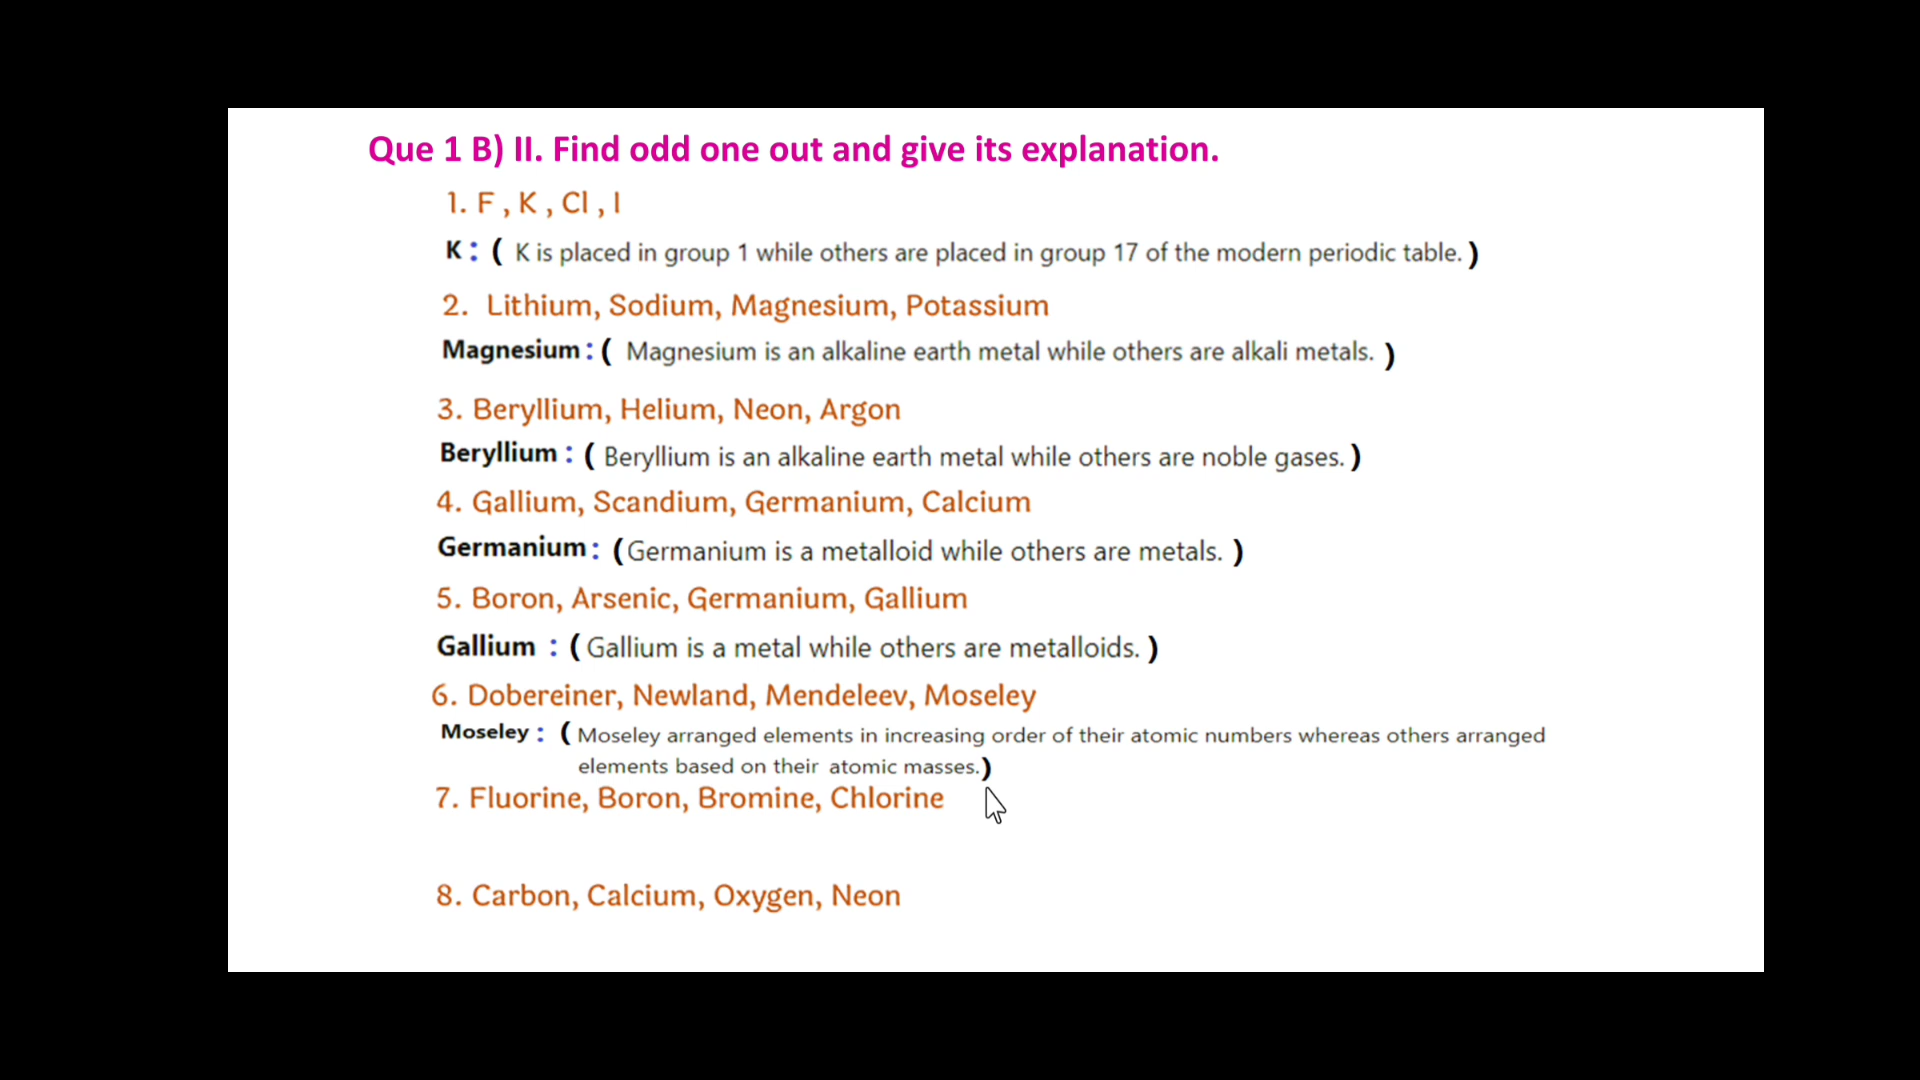 Que 1 B) II. Find odd one out and give its explanation.
1. F , K , Cl , I
K : ( K is placed in group 1 while others are placed in group 17 of the modern periodic table. )
2. Lithium, Sodium, Magnesium, Potassium
Magnesium : ( Magnesium is an alkaline earth metal while others are alkali metals. )
3. Beryllium, Helium, Neon, Argon
Beryllium : ( Beryllium is an alkaline earth metal while others are noble gases. )
4. Gallium, Scandium, Germanium, Calcium
Germanium : ( Germanium is a metalloid while others are metals. )
5. Boron, Arsenic, Germanium, Gallium
Gallium : ( Gallium is a metal while others are metalloids. )
6. Dobereiner, Newland, Mendeleev, Moseley
Moseley : ( Moseley arranged elements in increasing order of their atomic numbers whereas others arranged
elements based on their atomic masses. )
7. Fluorine, Boron, Bromine, Chlorine
8. Carbon, Calcium, Oxygen, Neon